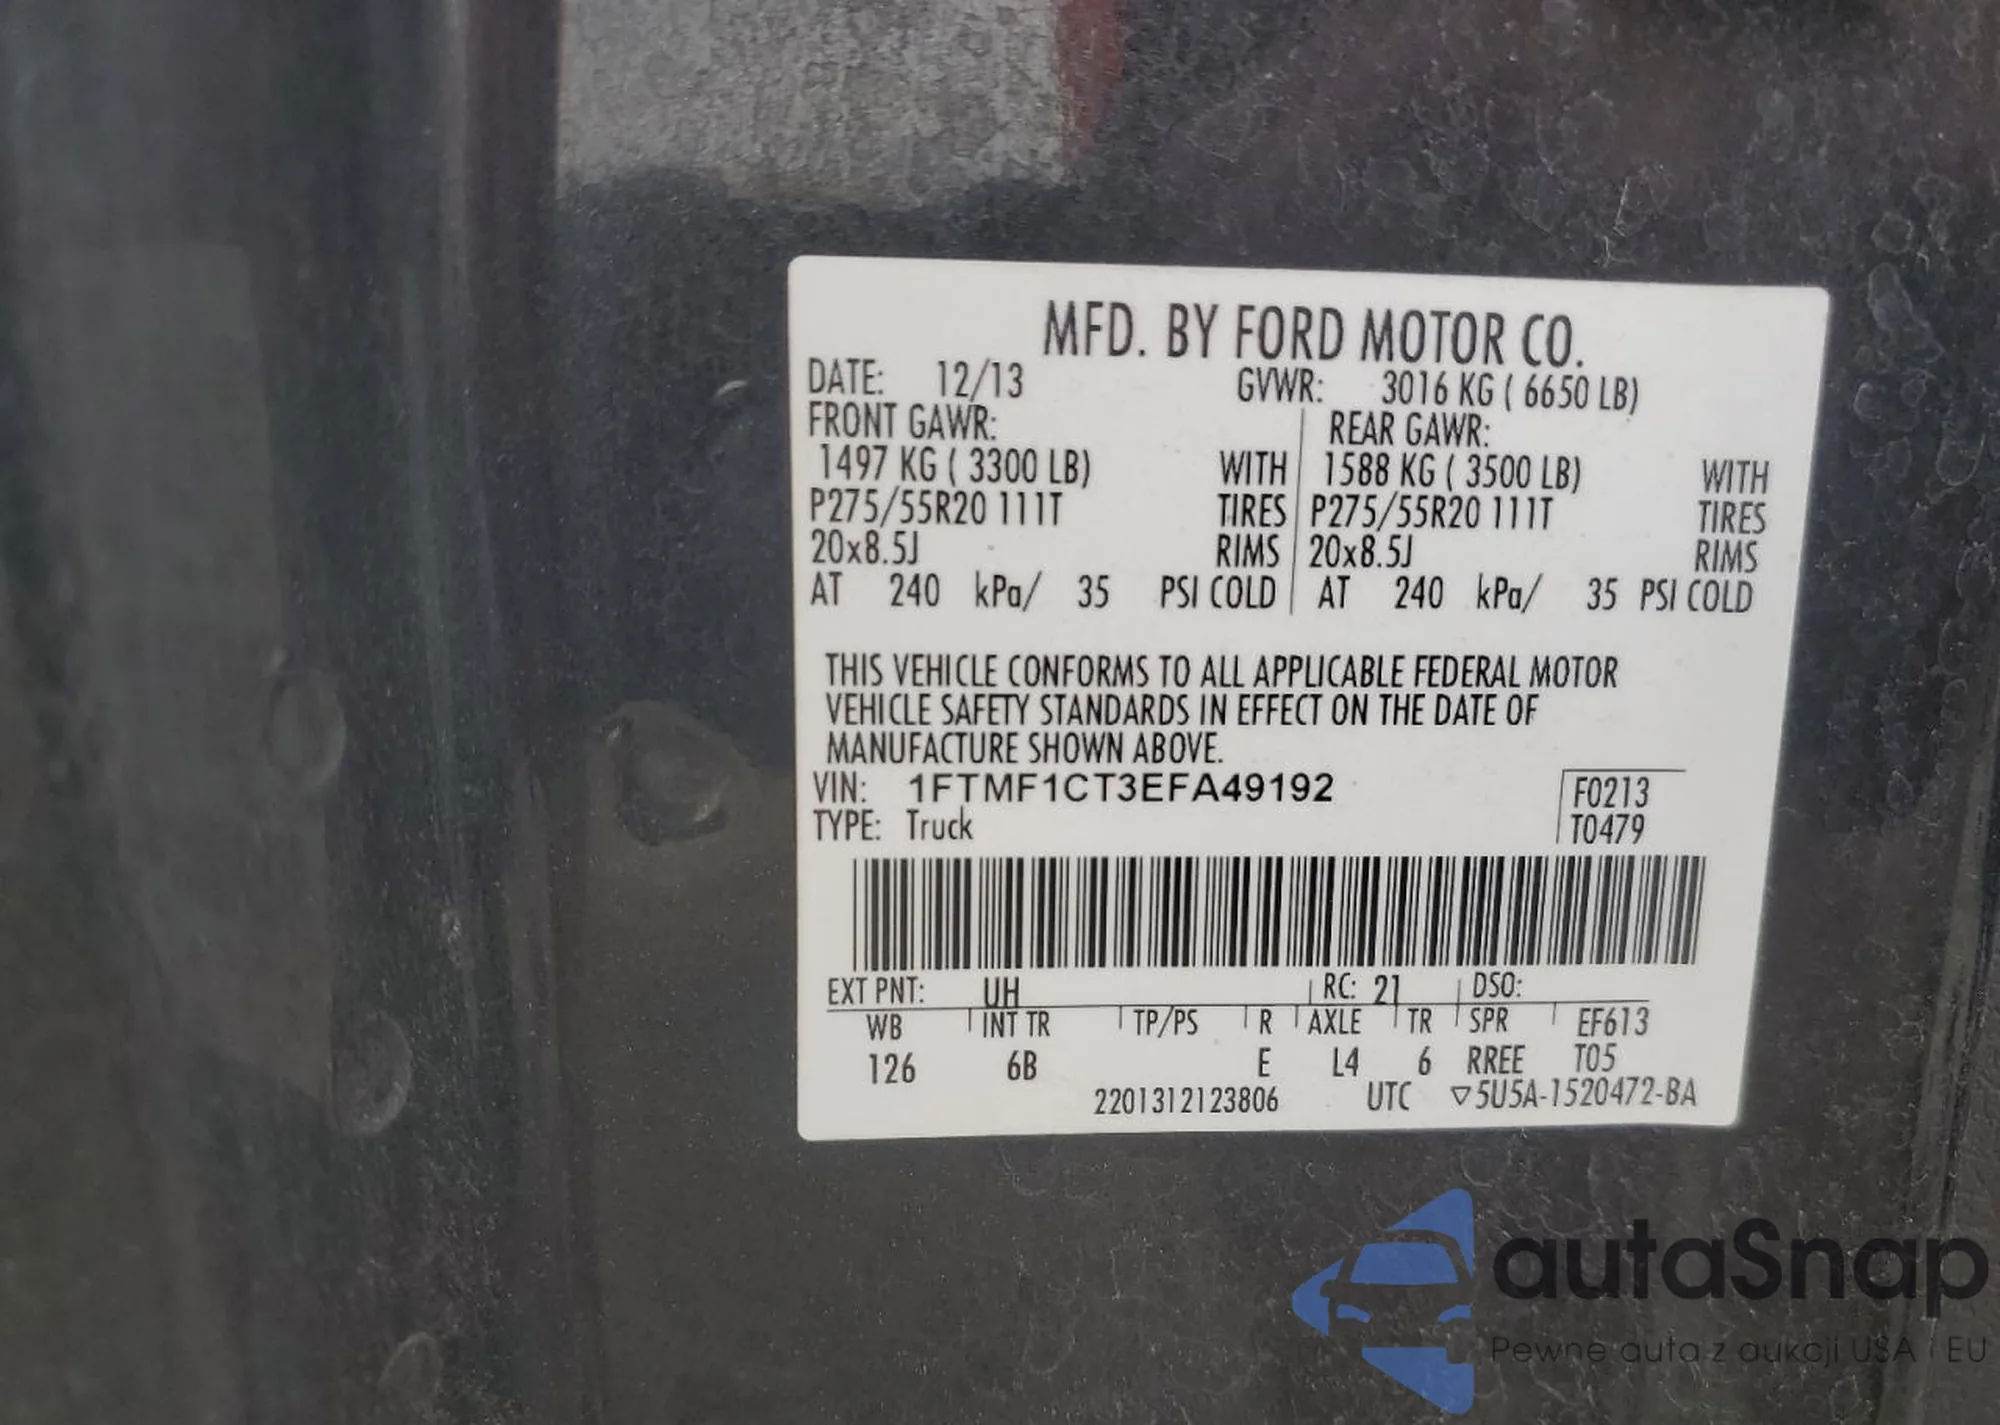 MFD. BY FORD MOTOR CO.
DATE: 12/13 GVWR: 3016 KG ( 6650 LB)
FRONT GAWR: REAR GAWR:
1497 KG ( 3300 LB) WITH 1588 KG ( 3500 LB) WITH
P275/55R20 111T TIRES P275/55R20 111T TIRES
20x8.5J RIMS 20x8.5J RIMS
AT 240 kPa/ 35 PSI COLD AT 240 kPa/ 35 PSI COLD
THIS VEHICLE CONFORMS TO ALL APPLICABLE FEDERAL MOTOR
VEHICLE SAFETY STANDARDS IN EFFECT ON THE DATE OF
MANUFACTURE SHOWN ABOVE.
VIN: 1FTMF1CT3EFA49192 F0213
TYPE: Truck T0479
EXT PNT: UH RC: 21 DSO:
WB INT TR TP/PS R AXLE TR SPR EF613
126 6B E L4 6 RREE T05
2201312123806 UTC ▽5U5A-1520472-BA
autaSnap
Pewne auta z aukcji USA i EU